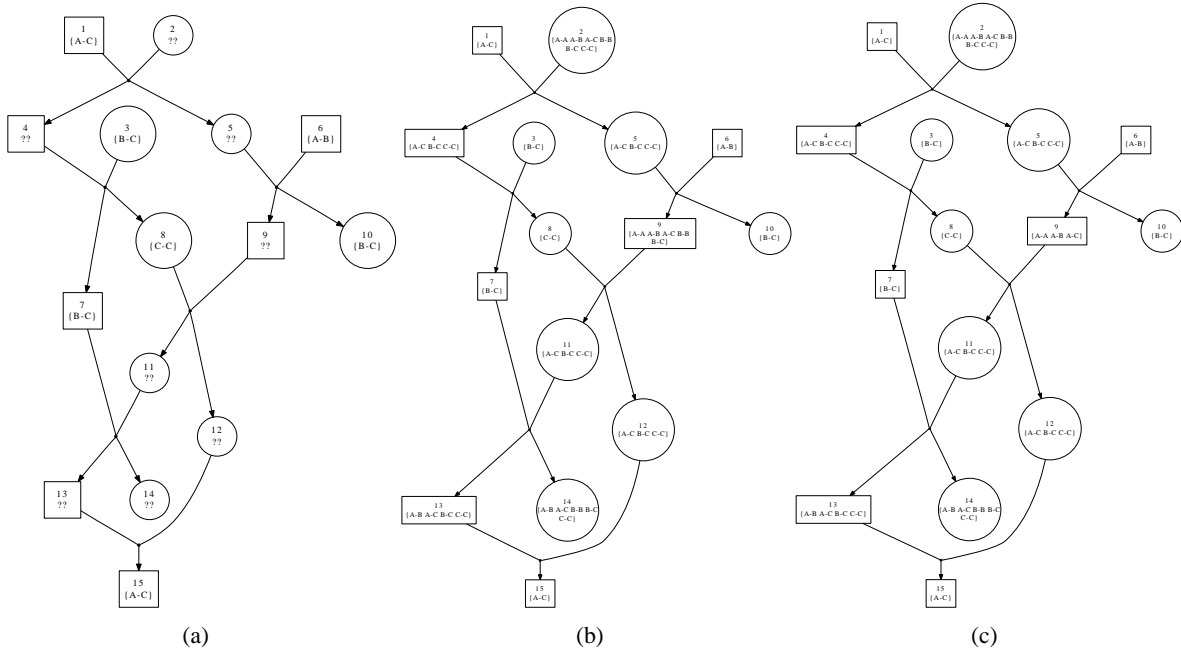 1
{A-C}
2
??
4
??
3
{B-C}
5
??
6
{A-B}
8
{C-C}
9
??
10
{B-C}
7
{B-C}
11
??
12
??
13
??
14
??
15
{A-C}
(a)
1
{A-C}
2
{A-A A-B A-C B-B
B-C C-C}
4
{A-C B-C C-C}
3
{B-C}
5
{A-C B-C C-C}
6
{A-B}
8
{C-C}
9
{A-A A-B A-C B-B
B-C}
10
{B-C}
7
{B-C}
11
{A-C B-C C-C}
12
{A-C B-C C-C}
13
{A-B A-C B-C C-C}
14
{A-B A-C B-B B-C
C-C}
15
{A-C}
(b)
1
{A-C}
2
{A-A A-B A-C B-B
B-C C-C}
4
{A-C B-C C-C}
3
{B-C}
5
{A-C B-C C-C}
6
{A-B}
8
{C-C}
9
{A-A A-B A-C}
10
{B-C}
7
{B-C}
11
{A-C B-C C-C}
12
{A-C B-C C-C}
13
{A-B A-C B-C C-C}
14
{A-B A-C B-B B-C
C-C}
15
{A-C}
(c)